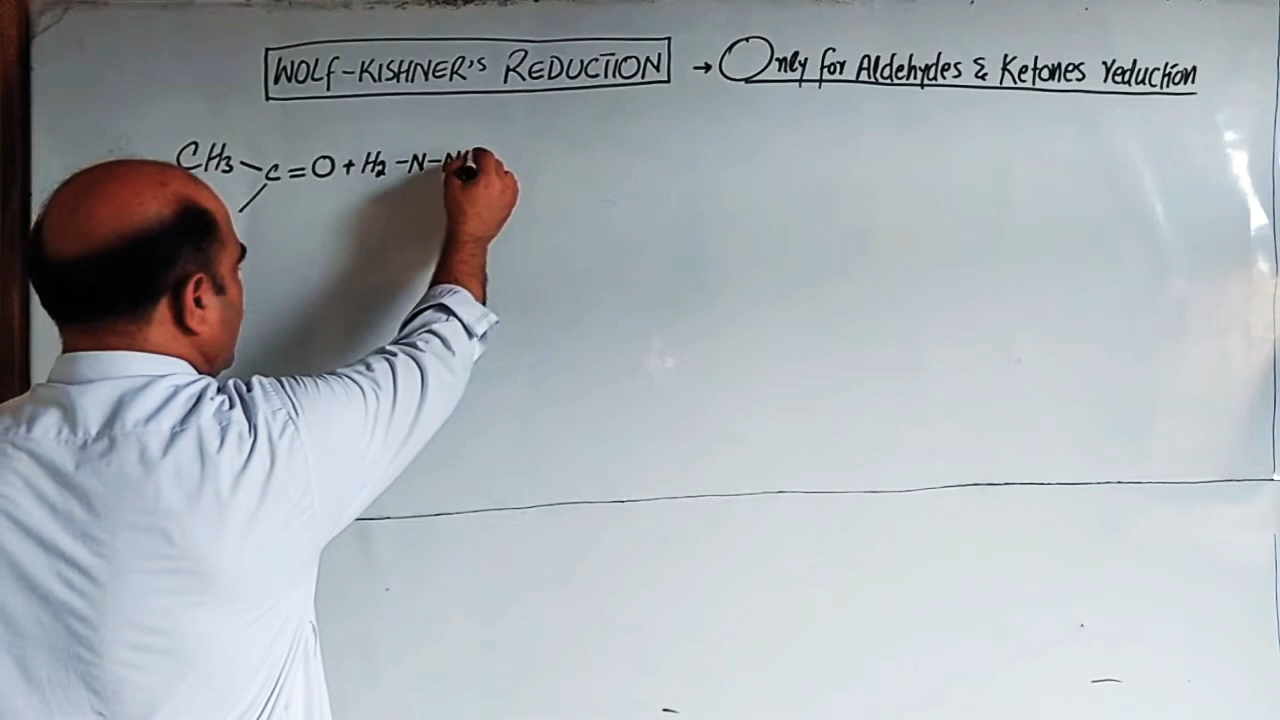 WOLF-KISHNER'S REDUCTION → Only for Aldehydes & Ketones reduction
CH3-C=O+H2-N-N